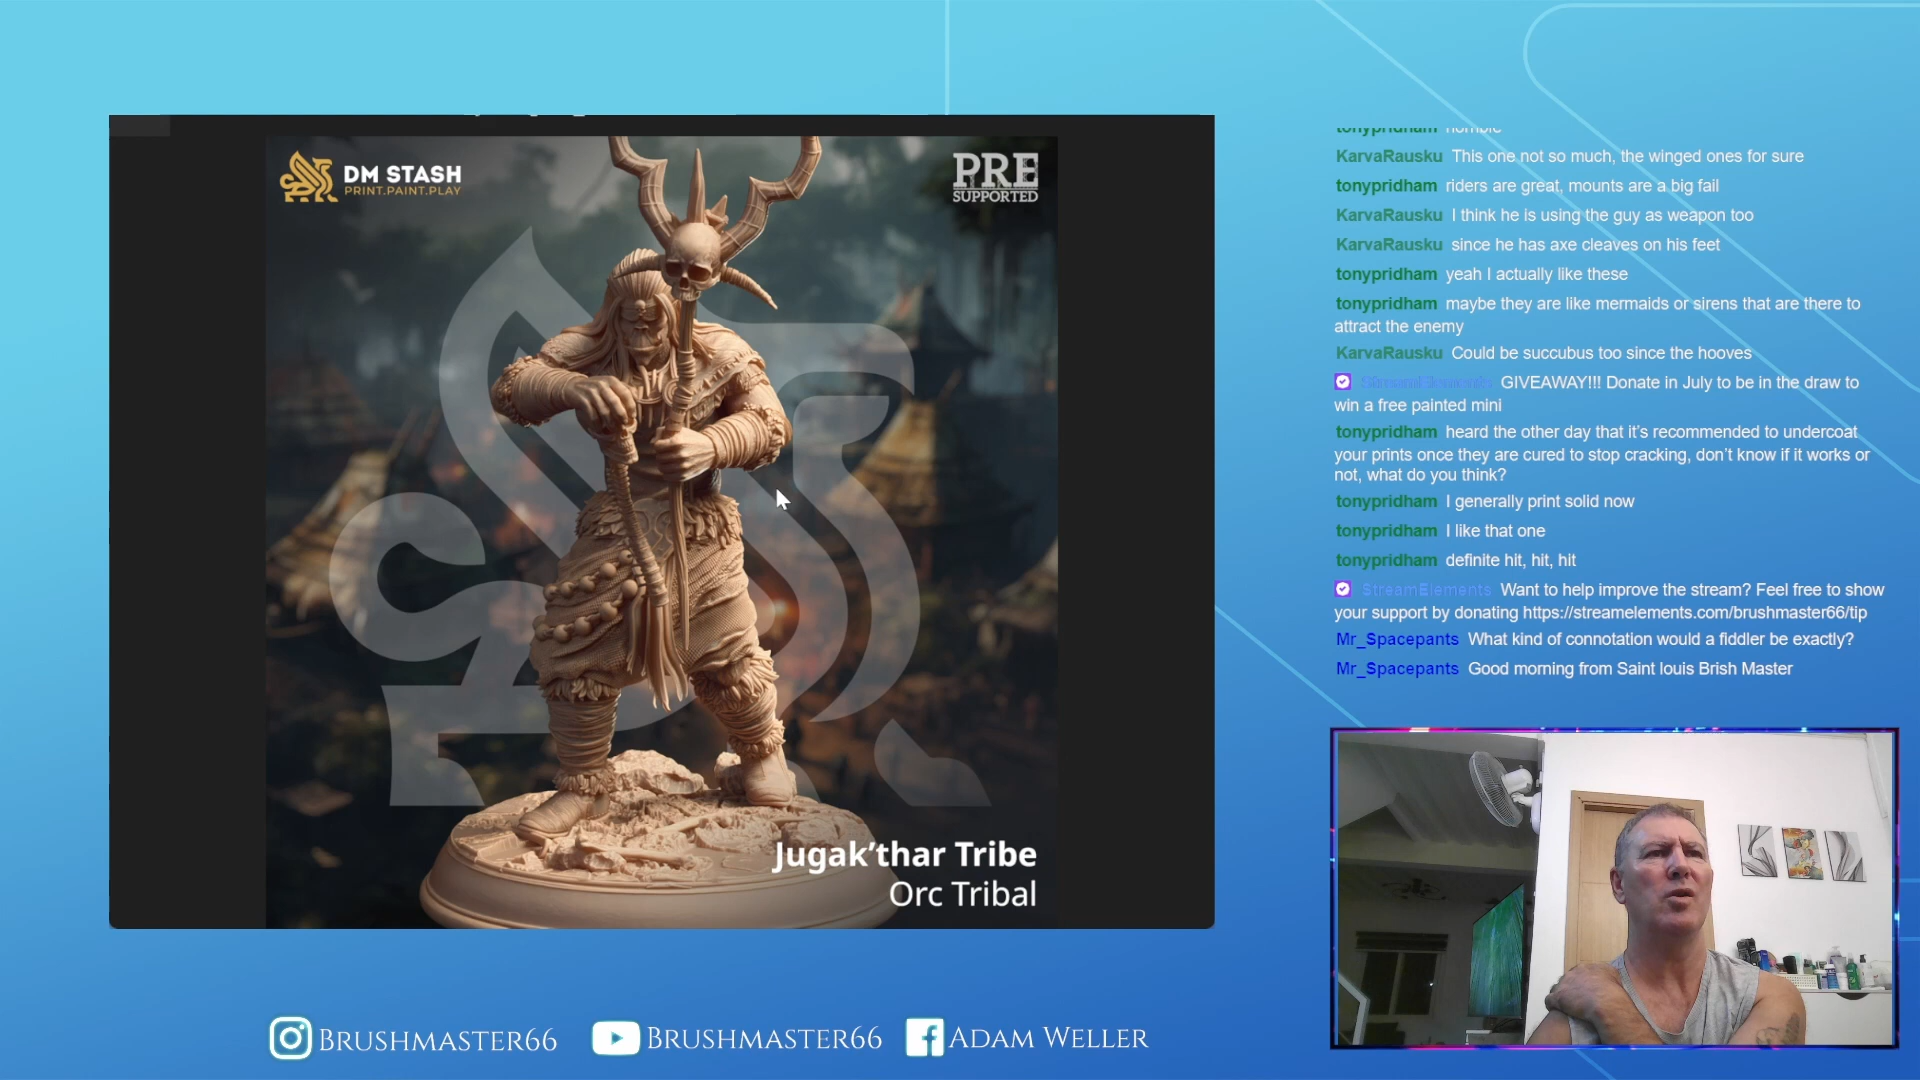 DM STASH
PRINT.PAINT.PLAY
PRE
SUPPORTED
Jugak’thar Tribe
Orc Tribal
tonypridham horrible
KarvaRausku This one not so much, the winged ones for sure
tonypridham riders are great, mounts are a big fail
KarvaRausku I think he is using the guy as weapon too
KarvaRausku since he has axe cleaves on his feet
tonypridham yeah I actually like these
tonypridham maybe they are like mermaids or sirens that are there to
attract the enemy
KarvaRausku Could be succubus too since the hooves
StreamElements GIVEAWAY!!! Donate in July to be in the draw to
win a free painted mini
tonypridham heard the other day that it’s recommended to undercoat
your prints once they are cured to stop cracking, don’t know if it works or
not, what do you think?
tonypridham I generally print solid now
tonypridham I like that one
tonypridham definite hit, hit, hit
StreamElements Want to help improve the stream? Feel free to show
your support by donating https://streamelements.com/brushmaster66/tip
Mr_Spacepants What kind of connotation would a fiddler be exactly?
Mr_Spacepants Good morning from Saint louis Brish Master
BRUSHMASTER66
BRUSHMASTER66
ADAM WELLER